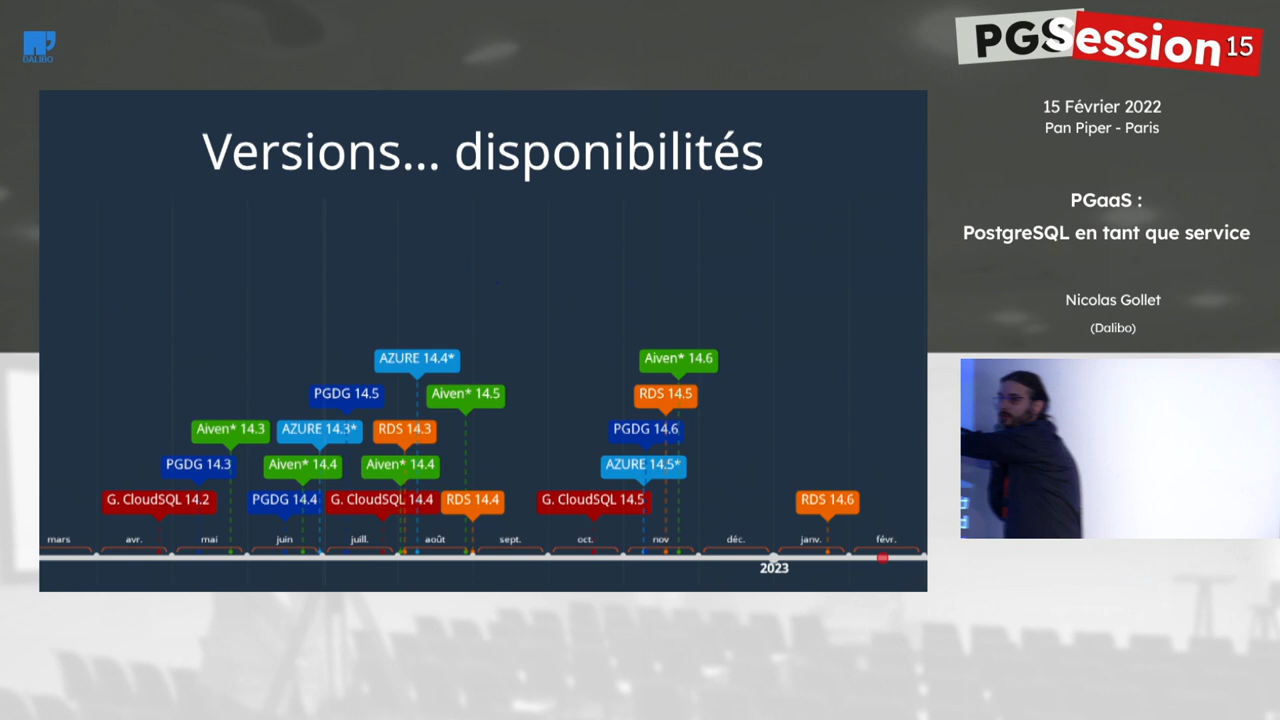 DALIBO
PGSession 15
15 Février 2022
Pan Piper - Paris
PGaaS :
PostgreSQL en tant que service
Nicolas Gollet
(Dalibo)
Versions... disponibilités
AZURE 14.4*
Aiven* 14.6
PGDG 14.5
Aiven* 14.5
RDS 14.5
Aiven* 14.3
AZURE 14.3*
RDS 14.3
PGDG 14.6
PGDG 14.3
Aiven* 14.4
Aiven* 14.4
AZURE 14.5*
G. CloudSQL 14.2
PGDG 14.4
G. CloudSQL 14.4
RDS 14.4
G. CloudSQL 14.5
RDS 14.6
mars avr. mai juin juill. août sept. oct. nov déc. janv. févr.
2023